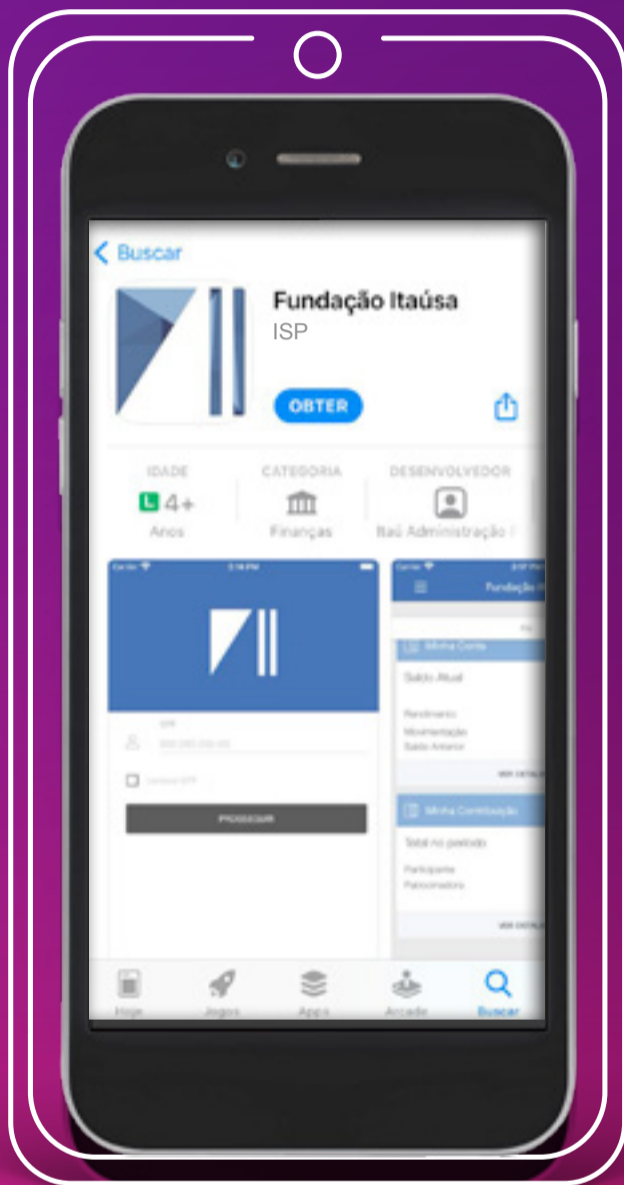 Buscar
Fundação Itaúsa
ISP
OBTER
IDADE
CATEGORIA
DESENVOLVEDOR
L 4+
Anos
Finanças
Itaú Administração
Minha Conta
Saldo Atual
Rendimento
Movimentação
Saldo Anterior
PROSSEGUIR
Minha Contribuição
Total no período
Participante
Patrocinadora
Hoje
Jogos
Apps
Arcade
Buscar